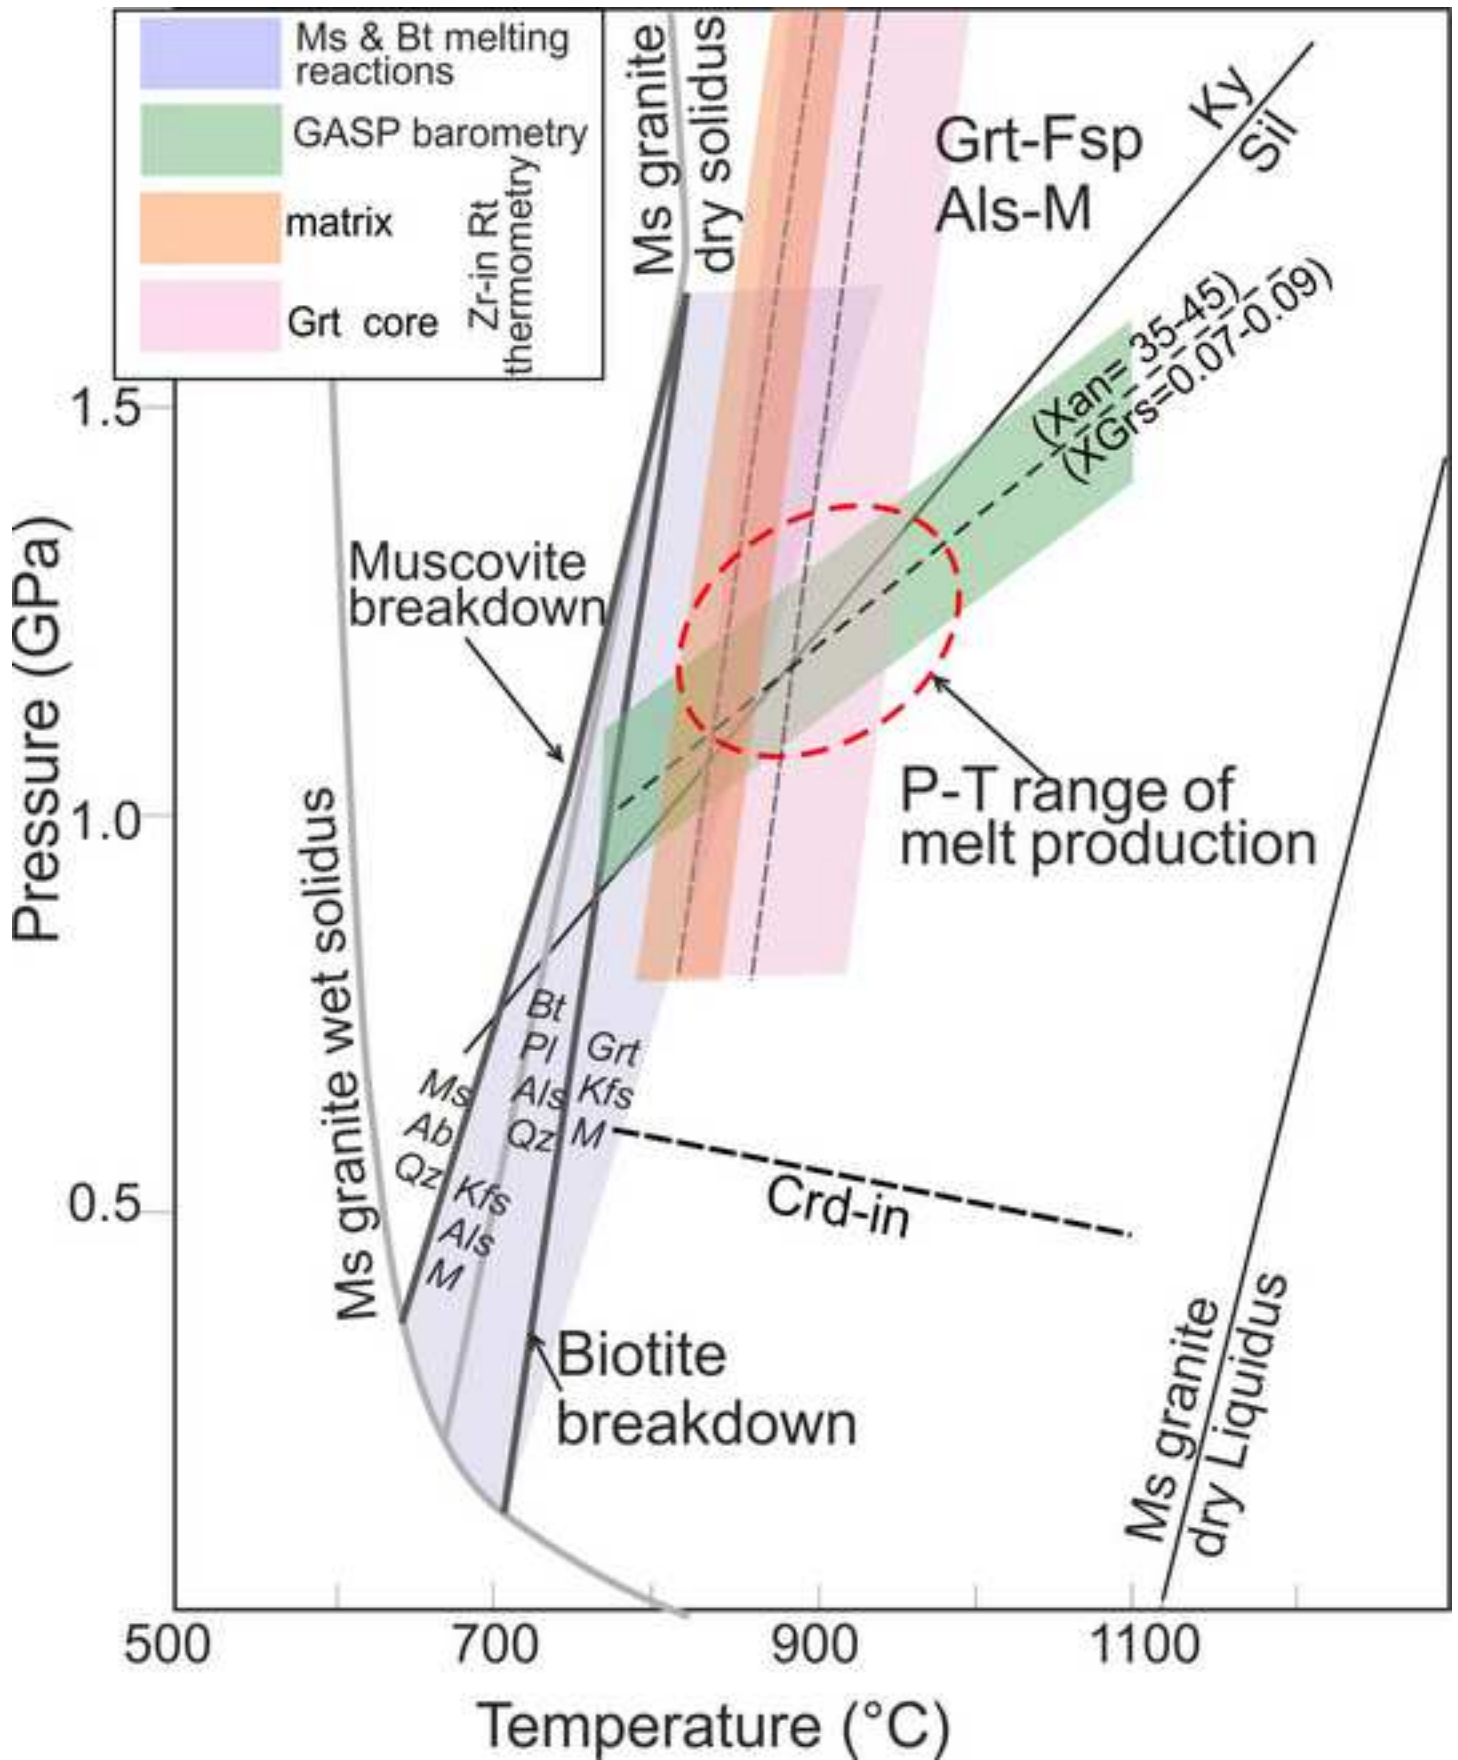 Ms & Bt melting
reactions
GASP barometry
matrix
Grt core
Zr-in Rt
thermometry
Ms granite
dry solidus
Ky
Sil
Grt-Fsp
Als-M
(Xan= 35-45)
(XGrs=0.07-0.09)
1.5
1.0
0.5
Pressure (GPa)
Muscovite
breakdown
P-T range of
melt production
Ms granite wet solidus
Bt
Pl
Als
Qz
Grt
Kfs
M
Ms
Ab
Qz
Kfs
Als
M
Crd-in
Biotite
breakdown
Ms granite
dry Liquidus
500
700
900
1100
Temperature (°C)